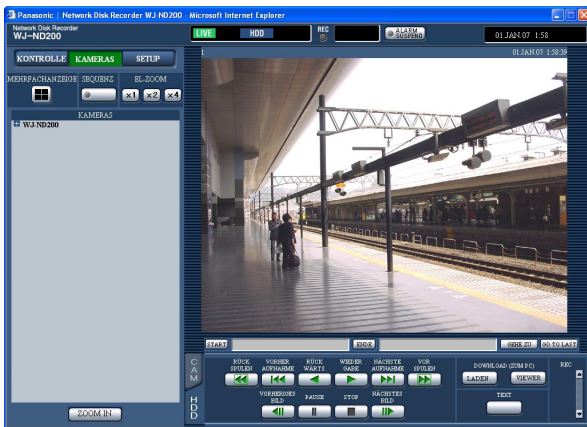 Panasonic | Network Disk Recorder WJ-ND200 - Microsoft Internet Explorer
Network Disk Recorder
WJ-ND200
LIVE HDD REC ALARM SUSPEND 01.JAN.07 1:58
KONTROLLE KAMERAS SETUP
1 01.JAN.07 1:58:39
MEHRFACHANZEIGE SEQUENZ EL-ZOOM
x1 x2 x4
KAMERAS
WJ-ND200
START ENDE GEHE ZU GO TO LAST
CAM
HDD
RÜCK SPULEN VORHER AUFNAHME RÜCK WÄRTS WIEDER GABE NÄCHSTE AUFNAHME VOR SPULEN
DOWNLOAD (ZUM PC) REC
LADEN VIEWER
VORHERIGES BILD PAUSE STOP NÄCHSTES BILD
TEXT
ZOOM IN